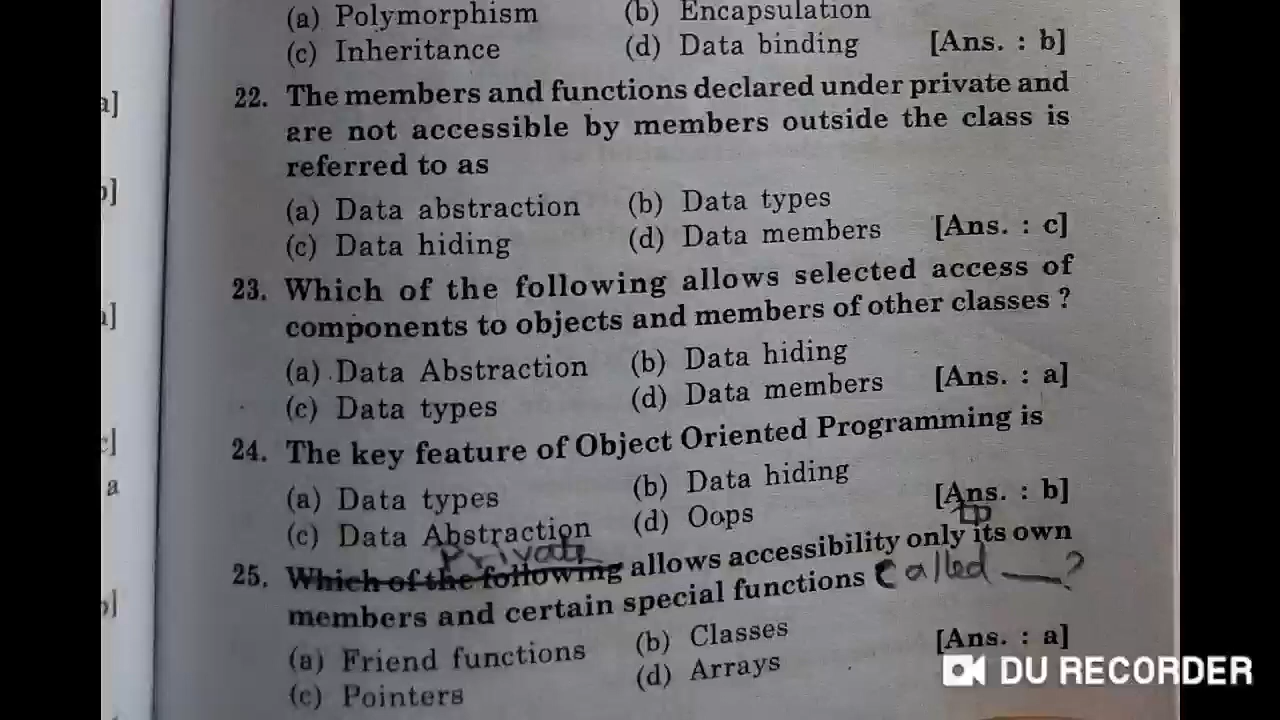 (a) Polymorphism (b) Encapsulation
(c) Inheritance (d) Data binding [Ans. : b]
22. The members and functions declared under private and
are not accessible by members outside the class is
referred to as
(a) Data abstraction (b) Data types
(c) Data hiding (d) Data members [Ans. : c]
23. Which of the following allows selected access of
components to objects and members of other classes ?
(a) Data Abstraction (b) Data hiding
(c) Data types (d) Data members [Ans. : a]
24. The key feature of Object Oriented Programming is
(a) Data types (b) Data hiding
(c) Data Abstraction (d) Oops [Ans. : b]
Private to
25. Which of the following allows accessibility only its own
members and certain special functions called __?
(a) Friend functions (b) Classes
(c) Pointers (d) Arrays [Ans. : a]
a]
a
DU RECORDER